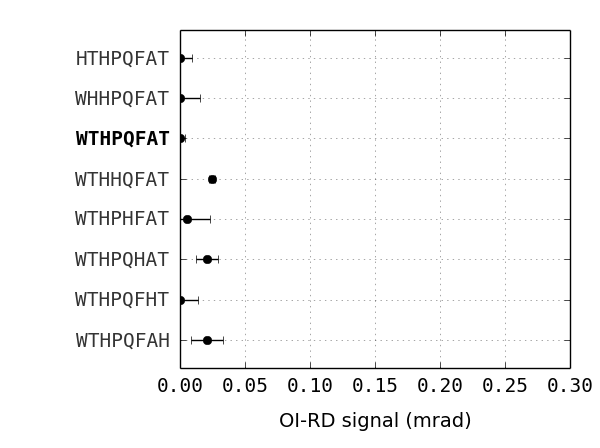 HTHPQFAT
WHHPQFAT
WTHPQFAT
WTHHQFAT
WTHPHFAT
WTHPQHAT
WTHPQFHT
WTHPQFAH
0.00 0.05 0.10 0.15 0.20 0.25 0.30
OI-RD signal (mrad)